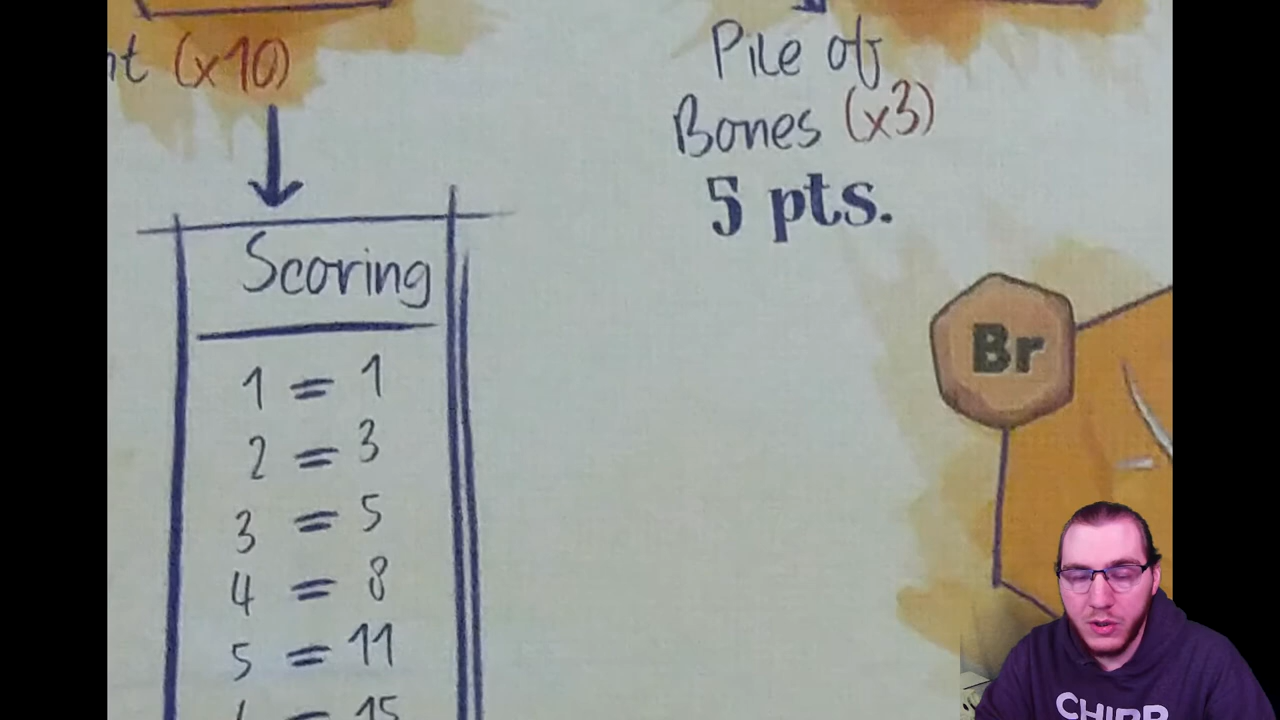 (x10)
Pile of
Bones (x3)
5 pts.
Scoring
1 = 1
2 = 3
3 = 5
4 = 8
5 = 11
= 15
Br